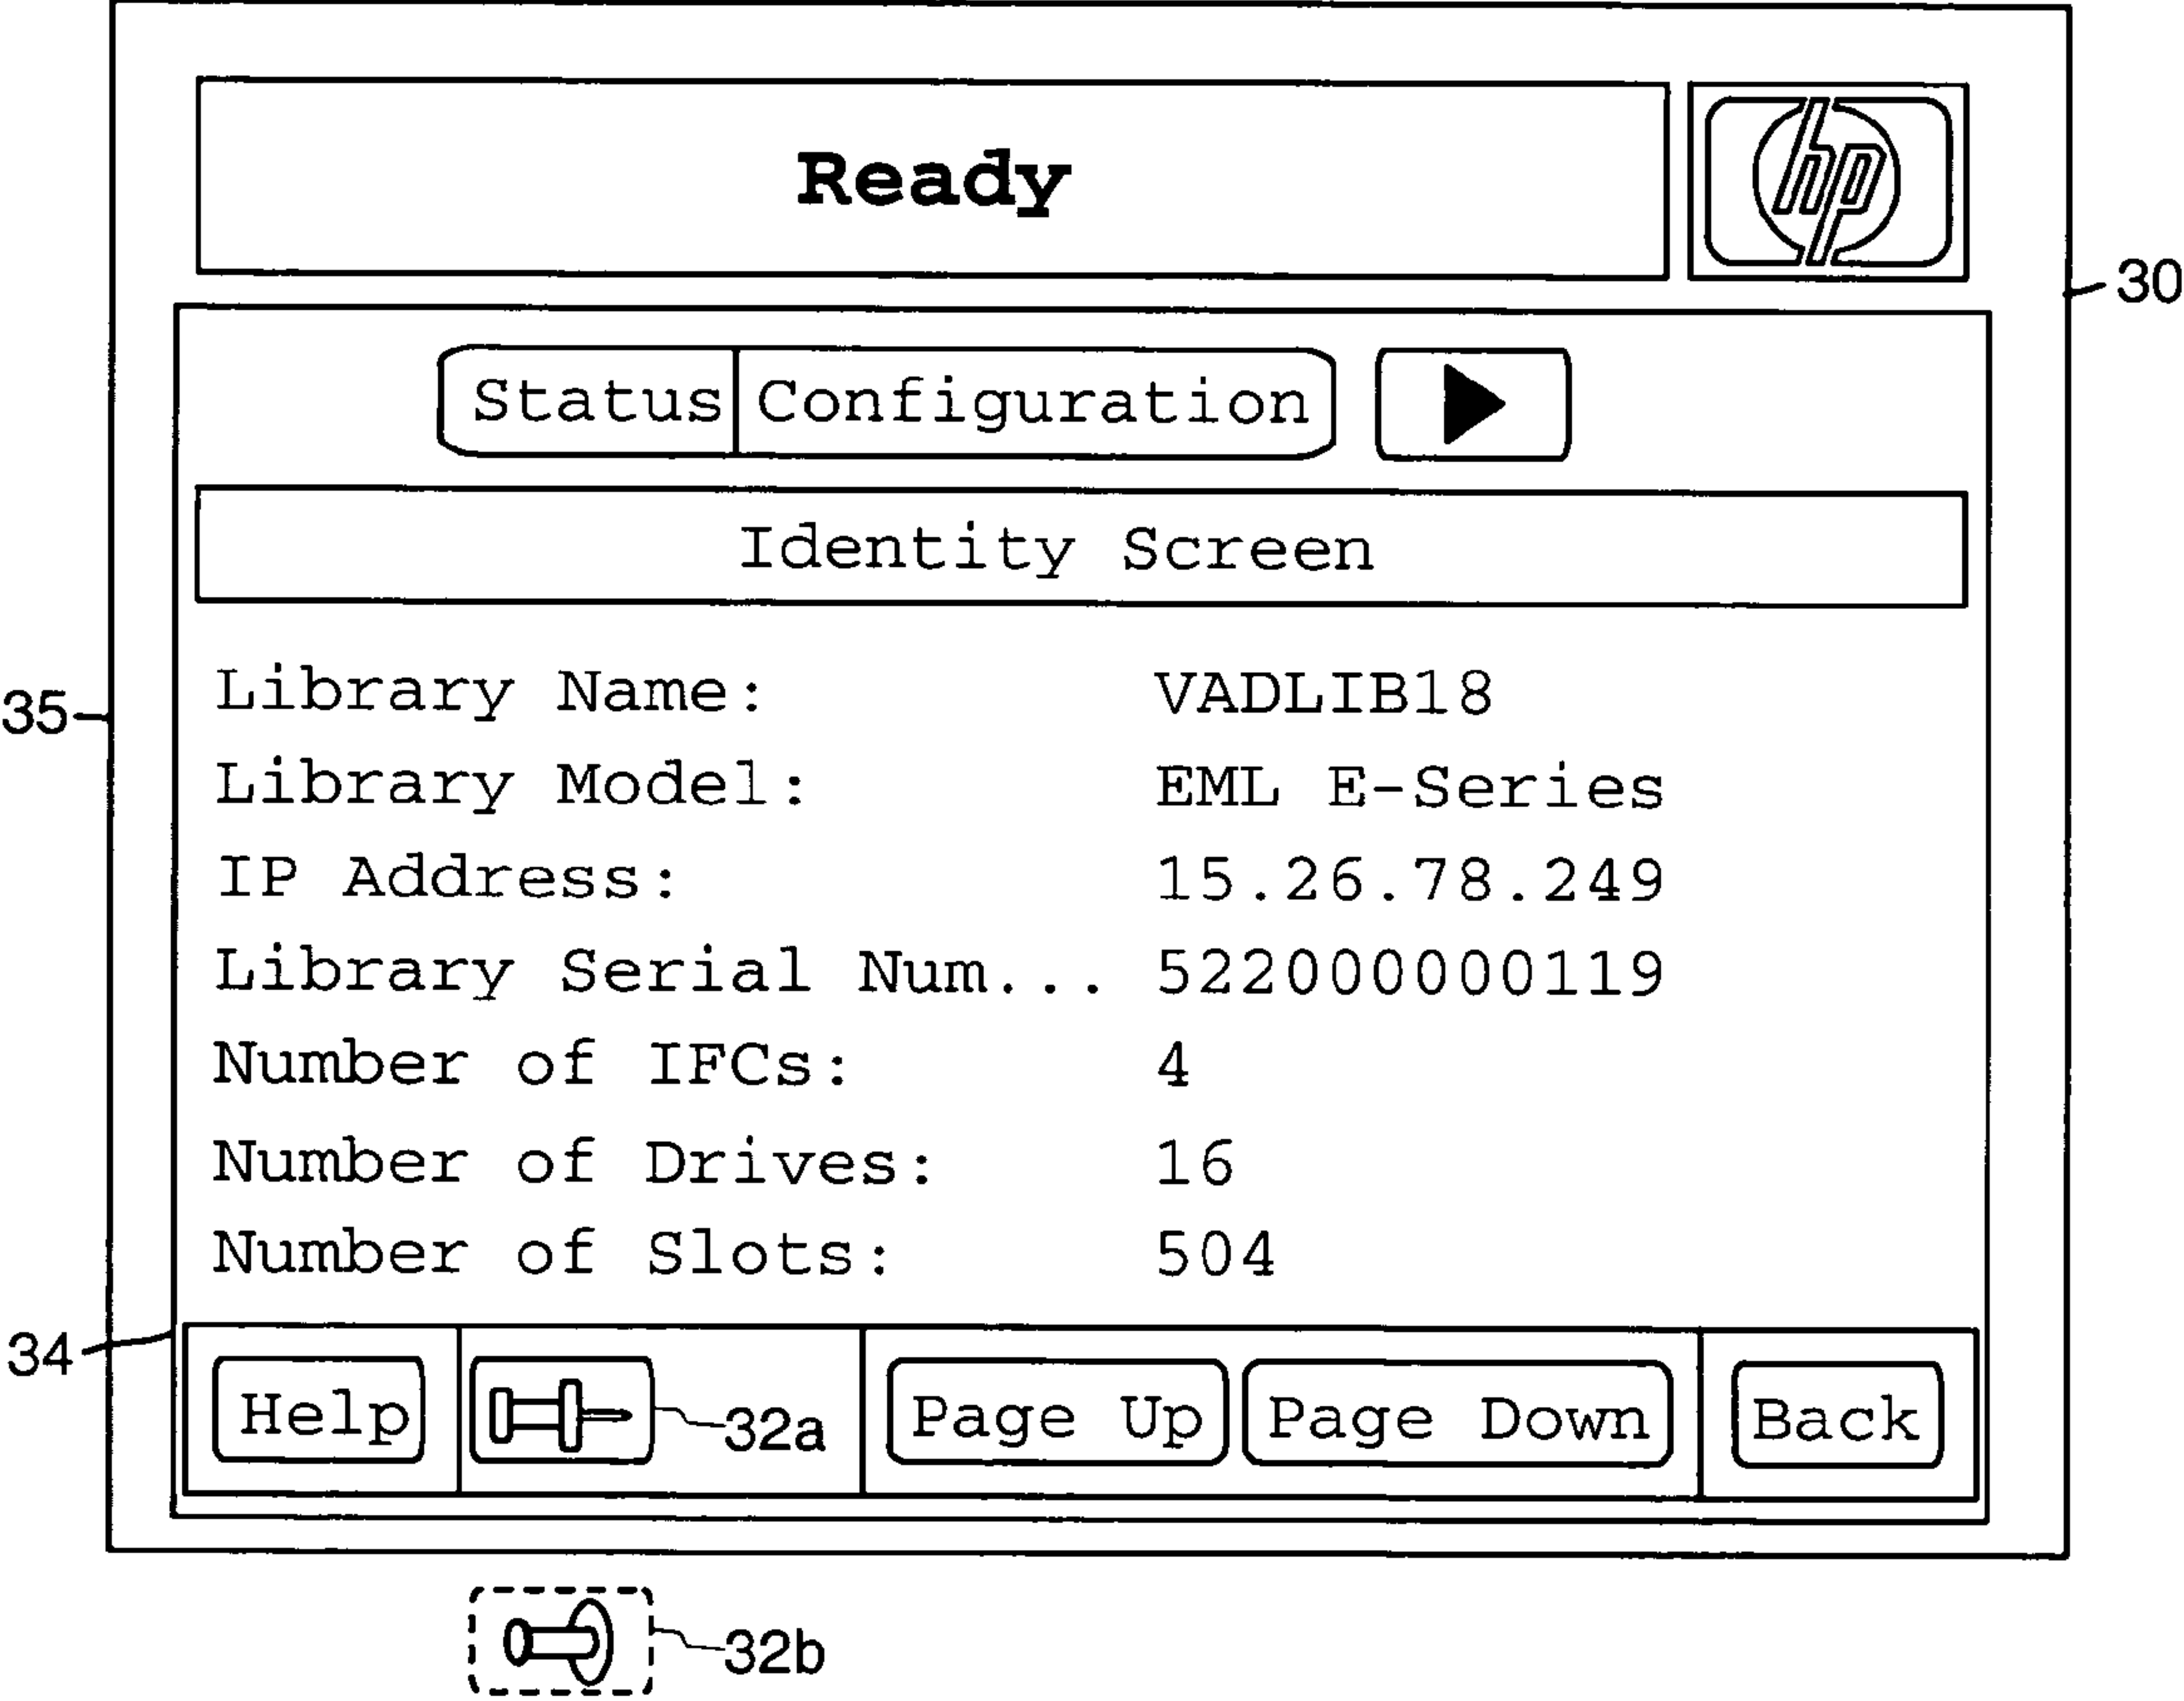 Ready
hp
30
Status Configuration
Identity Screen
Library Name: VADLIB18
35
Library Model: EML E-Series
IP Address: 15.26.78.249
Library Serial Num... 522000000119
Number of IFCs: 4
Number of Drives: 16
Number of Slots: 504
34
Help 32a Page Up Page Down Back
32b